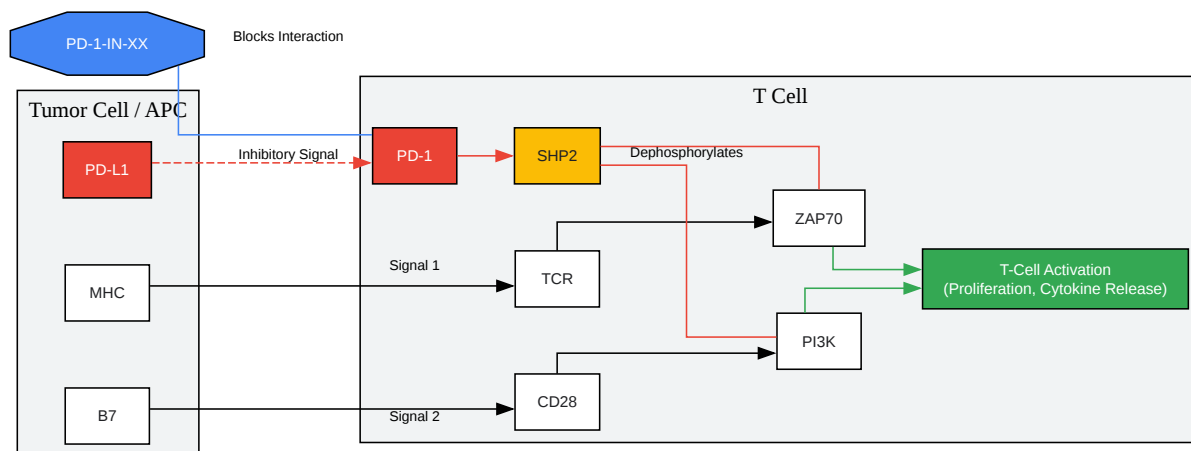 PD-1-IN-XX
Blocks Interaction
Tumor Cell / APC
T Cell
PD-L1
Inhibitory Signal
PD-1
SHP2
Dephosphorylates
ZAP70
MHC
Signal 1
TCR
T-Cell Activation
(Proliferation, Cytokine Release)
PI3K
B7
Signal 2
CD28